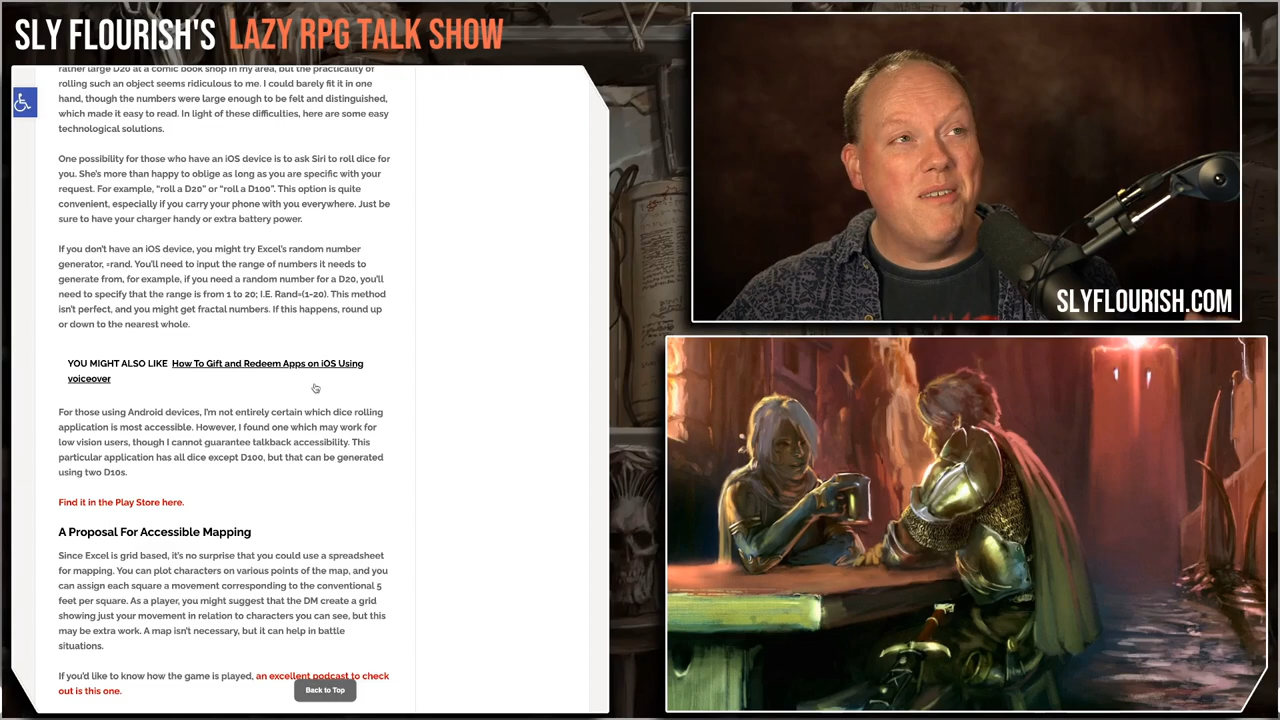 SLY FLOURISH'S LAZY RPG TALK SHOW
rather large D20 at a comic book shop in my area, but the practicality of
rolling such an object seems ridiculous to me. I could barely fit it in one
hand, though the numbers were large enough to be felt and distinguished,
which made it easy to read. In light of these difficulties, here are some easy
technological solutions.
One possibility for those who have an iOS device is to ask Siri to roll dice for
you. She's more than happy to oblige as long as you are specific with your
request. For example, “roll a D20” or “roll a D100”. This option is quite
convenient, especially if you carry your phone with you everywhere. Just be
sure to have your charger handy or extra battery power.
If you don't have an iOS device, you might try Excel's random number
generator, =rand. You'll need to input the range of numbers it needs to
generate from, for example, if you need a random number for a D20, you'll
need to specify that the range is from 1 to 20; I.E. Rand=(1-20). This method
isn't perfect, and you might get fractal numbers. If this happens, round up
or down to the nearest whole.
YOU MIGHT ALSO LIKE How To Gift and Redeem Apps on iOS Using
voiceover
For those using Android devices, I'm not entirely certain which dice rolling
application is most accessible. However, I found one which may work for
low vision users, though I cannot guarantee talkback accessibility. This
particular application has all dice except D100, but that can be generated
using two D10s.
Find it in the Play Store here.
A Proposal For Accessible Mapping
Since Excel is grid based, it's no surprise that you could use a spreadsheet
for mapping. You can plot characters on various points of the map, and you
can assign each square a movement corresponding to the conventional 5
feet per square. As a player, you might suggest that the DM create a grid
showing just your movement in relation to characters you can see, but this
may be extra work. A map isn't necessary, but it can help in battle
situations.
If you'd like to know how the game is played, an excellent podcast to check
out is this one.
Back to Top
SLYFLOURISH.COM